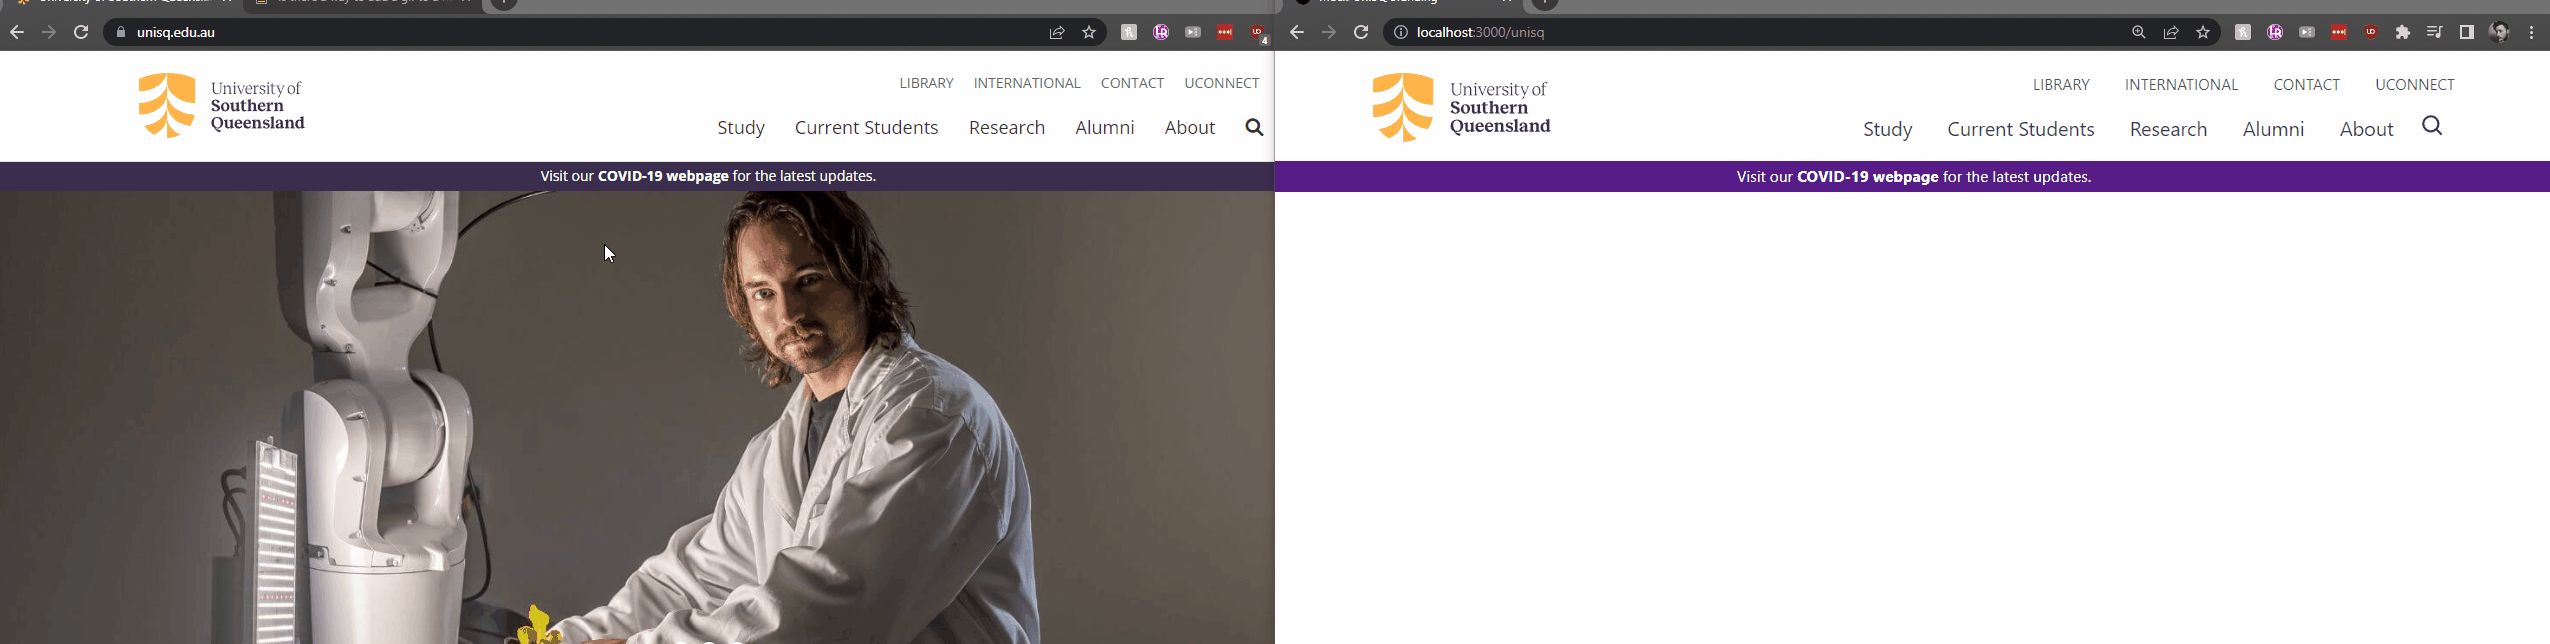 unisq.edu.au
4
University of
Southern
Queensland
LIBRARY INTERNATIONAL CONTACT UCONNECT
Study Current Students Research Alumni About
Visit our COVID-19 webpage for the latest updates.
localhost:3000/unisq
University of
Southern
Queensland
LIBRARY INTERNATIONAL CONTACT UCONNECT
Study Current Students Research Alumni About
Visit our COVID-19 webpage for the latest updates.